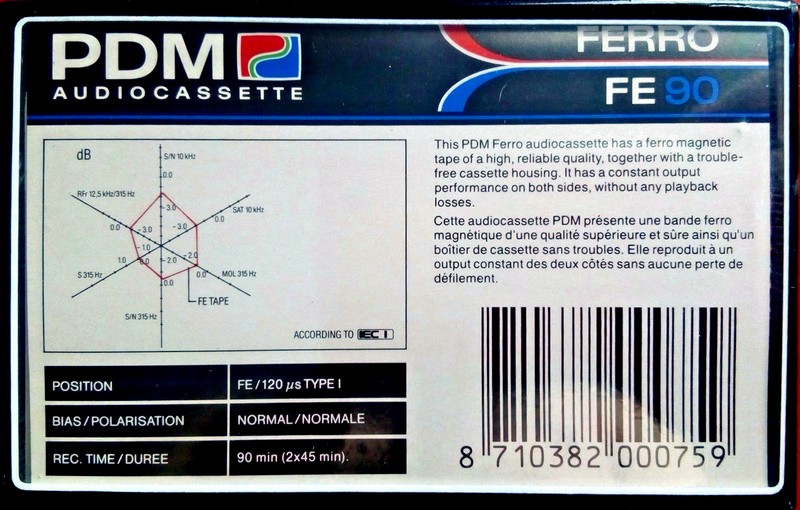 PDM
AUDIOCASSETTE
FERRO
FE 90
dB
S/N 10 kHz
0.0
RFr 12,5 kHz/315 Hz
-3.0
SAT 10 kHz
0.0
0.0
-3.0
-3.0
-1.0
-2.0
1.0
0.0
-2.0
0.0
S 315 Hz
0.0
MOL 315 Hz
FE TAPE
S/N 315 Hz
ACCORDING TO IEC I
This PDM Ferro audiocassette has a ferro magnetic
tape of a high, reliable quality, together with a trouble-
free cassette housing. It has a constant output
performance on both sides, without any playback
losses.
Cette audiocassette PDM présente une bande ferro
magnétique d'une qualité supérieure et sûre ainsi qu'un
boîtier de cassette sans troubles. Elle reproduit à un
output constant des deux côtés sans aucune perte de
défilement.
POSITION FE/120 µs TYPE I
BIAS/POLARISATION NORMAL/NORMALE
REC. TIME/DUREE 90 min (2x45 min).
8 710382 000759